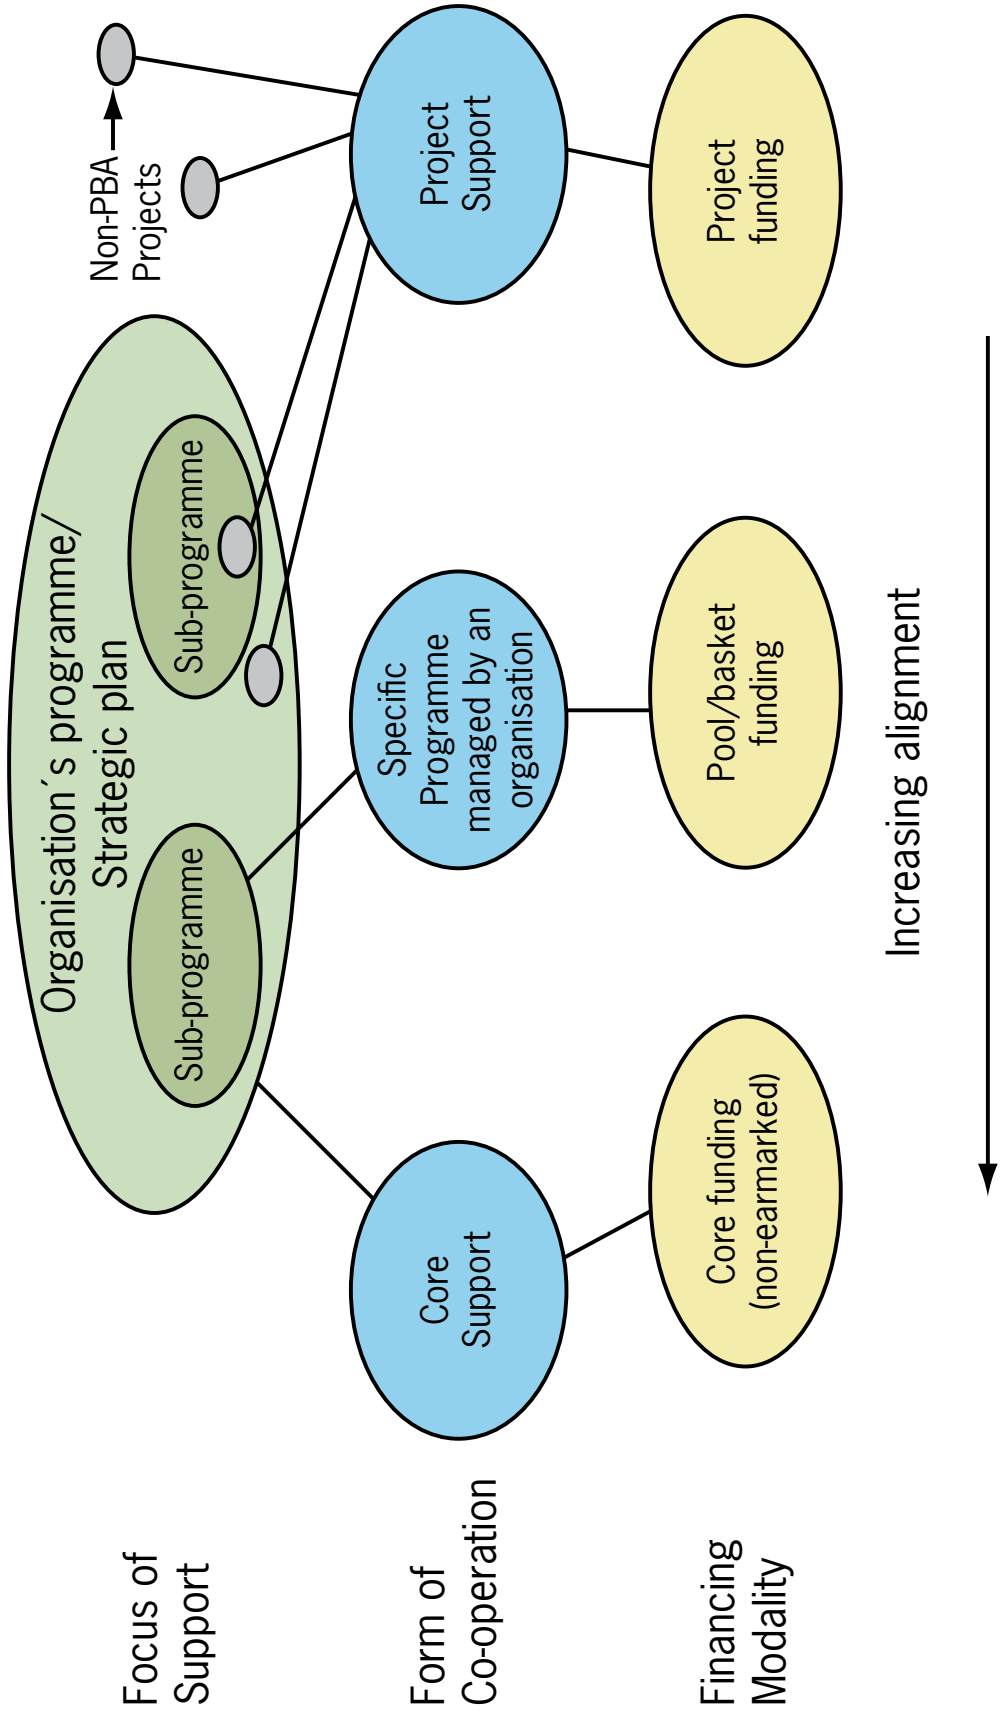 Focus of
Support
Organisation´s programme/
Strategic plan
Sub-programme
Sub-programme
Non-PBA
Projects
Form of
Co-operation
Core
Support
Specific
Programme
managed by an
organisation
Project
Support
Financing
Modality
Core funding
(non-earmarked)
Pool/basket
funding
Project
funding
Increasing alignment